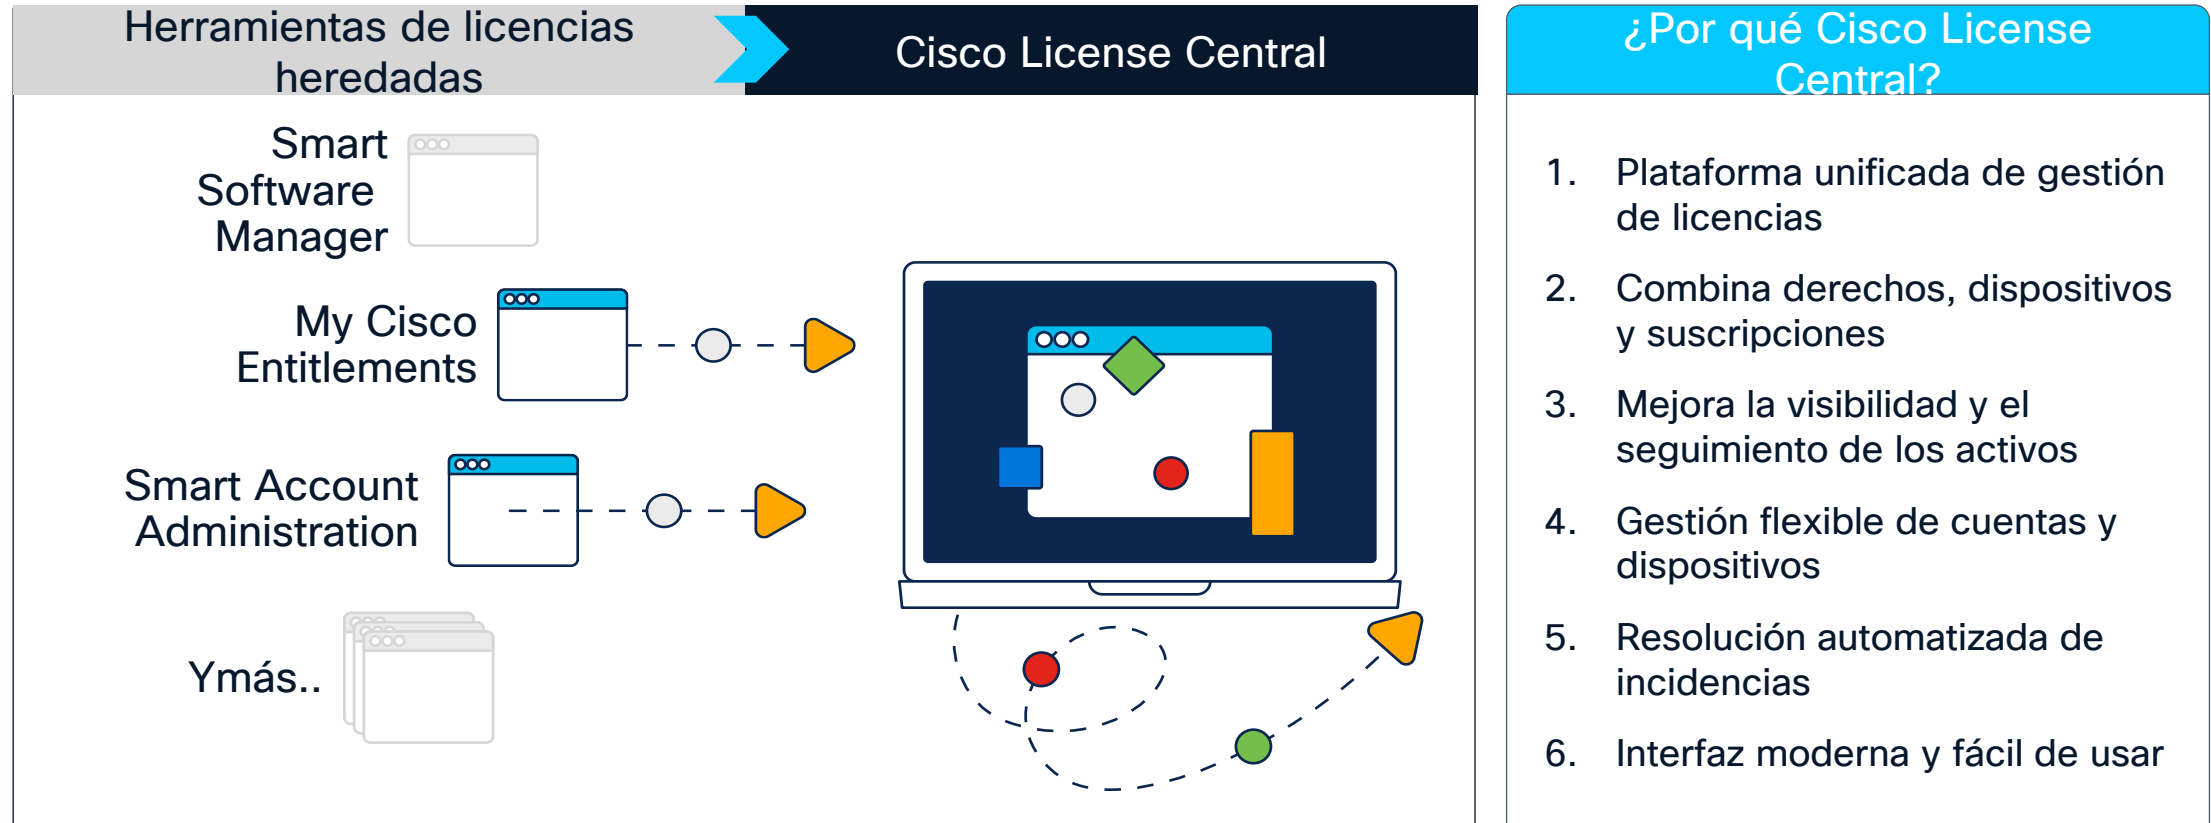 Herramientas de licencias
heredadas
Cisco License Central
Smart
Software
Manager
My Cisco
Entitlements
Smart Account
Administration
Ymás..
¿Por qué Cisco License
Central?
1. Plataforma unificada de gestión
de licencias
2. Combina derechos, dispositivos
y suscripciones
3. Mejora la visibilidad y el
seguimiento de los activos
4. Gestión flexible de cuentas y
dispositivos
5. Resolución automatizada de
incidencias
6. Interfaz moderna y fácil de usar